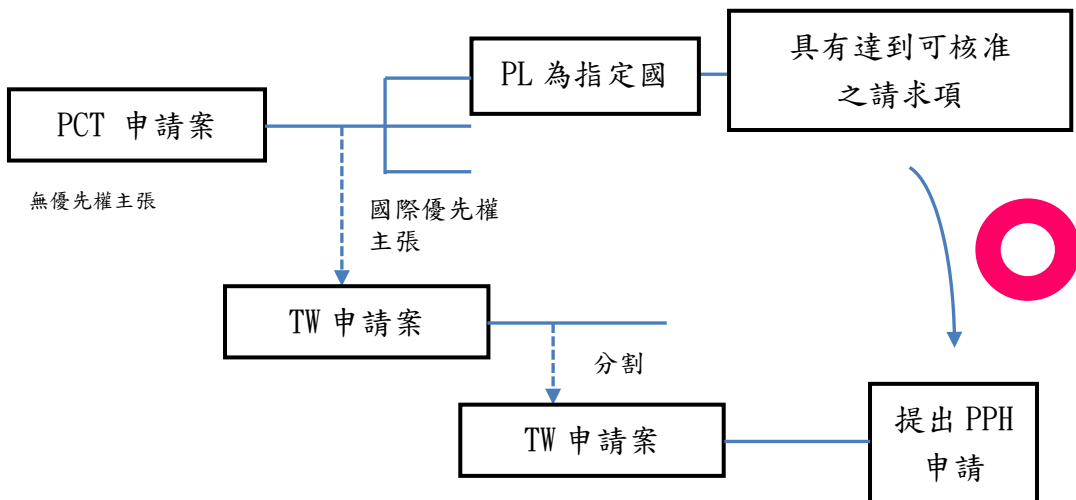 PL 為指定國
具有達到可核准
之請求項
PCT 申請案
無優先權主張
國際優先權
主張
TW 申請案
分割
TW 申請案
提出 PPH
申請